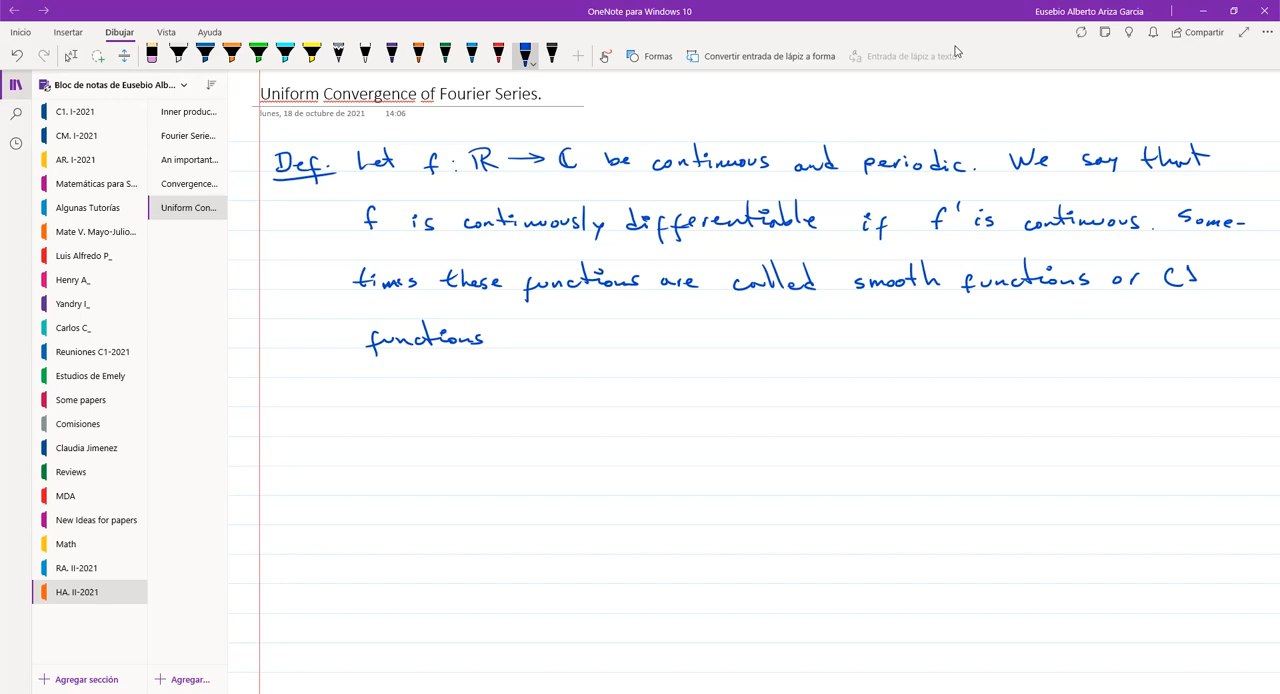 OneNote para Windows 10
Eusebio Alberto Ariza Garcia
Inicio Insertar Dibujar Vista Ayuda
Compartir
Formas Convertir entrada de lápiz a forma Entrada de lápiz a texto
Bloc de notas de Eusebio Alb...
C1. I-2021
CM. I-2021
AR. I-2021
Matemáticas para S...
Algunas Tutorías
Mate V. Mayo-Julio...
Luis Alfredo P_
Henry A_
Yandry I_
Carlos C_
Reuniones C1-2021
Estudios de Emely
Some papers
Comisiones
Claudia Jimenez
Reviews
MDA
New Ideas for papers
Math
RA. II-2021
HA. II-2021
Agregar sección
Inner produc...
Fourier Serie...
An important...
Convergence...
Uniform Con...
Agregar...
Uniform Convergence of Fourier Series.
lunes, 18 de octubre de 2021 14:06
Def. Let f : ℝ → ℂ be continuous and periodic. We say that
f is continuously differentiable if f' is continuous. Some-
times these functions are called smooth functions or C1
functions